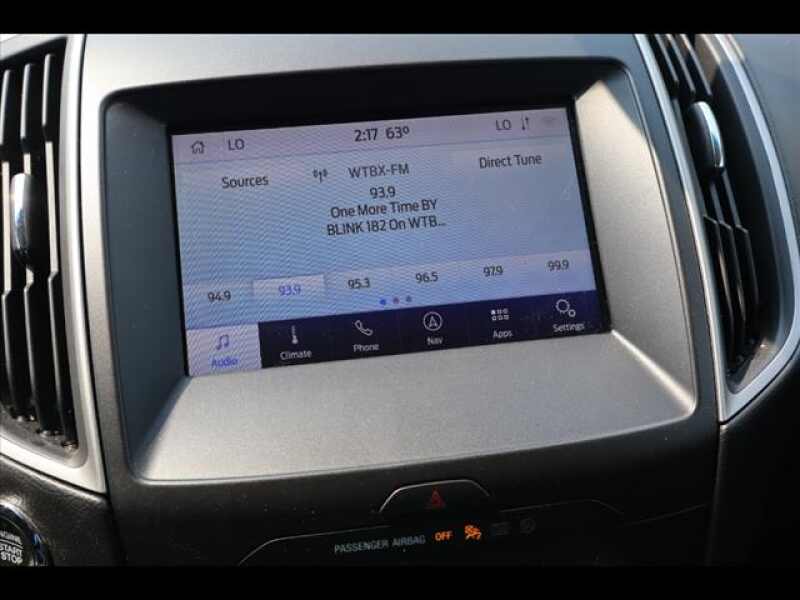 LO
2:17 63°
LO
Sources
WTBX-FM
Direct Tune
93.9
One More Time BY
BLINK 182 On WTB...
94.9
93.9
95.3
96.5
97.9
99.9
Audio
Climate
Phone
Nav
Apps
Settings
ENGINE
START
STOP
PASSENGER AIRBAG OFF